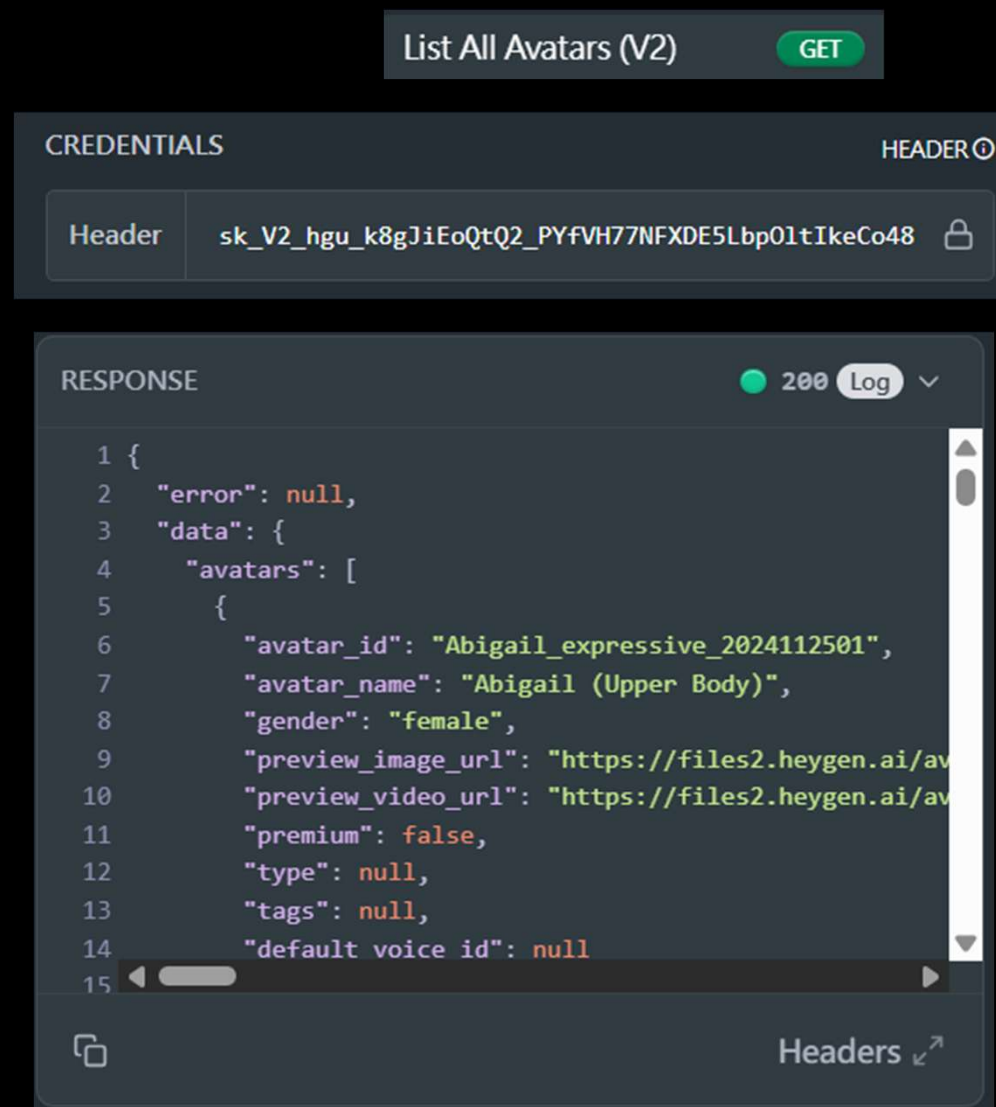 List All Avatars (V2) GET
CREDENTIALS HEADER
Header sk_V2_hgu_k8gJiEoQtQ2_PYfVH77NFXDE5LbpOltIkeCo48
RESPONSE 200 Log
1 {
2 "error": null,
3 "data": {
4 "avatars": [
5 {
6 "avatar_id": "Abigail_expressive_2024112501",
7 "avatar_name": "Abigail (Upper Body)",
8 "gender": "female",
9 "preview_image_url": "https://files2.heygen.ai/av
10 "preview_video_url": "https://files2.heygen.ai/av
11 "premium": false,
12 "type": null,
13 "tags": null,
14 "default_voice_id": null
15
Headers